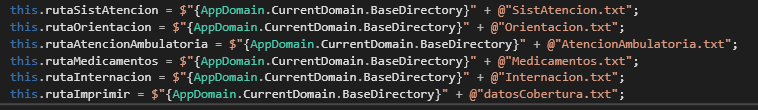 this.rutaSistAtencion = $"{AppDomain.CurrentDomain.BaseDirectory}" + @"SistAtencion.txt";
this.rutaOrientacion = $"{AppDomain.CurrentDomain.BaseDirectory}" + @"Orientacion.txt";
this.rutaAtencionAmbulatoria = $"{AppDomain.CurrentDomain.BaseDirectory}" + @"AtencionAmbulatoria.txt";
this.rutaMedicamentos = $"{AppDomain.CurrentDomain.BaseDirectory}" + @"Medicamentos.txt";
this.rutaInternacion = $"{AppDomain.CurrentDomain.BaseDirectory}" + @"Internacion.txt";
this.rutaImprimir = $"{AppDomain.CurrentDomain.BaseDirectory}" + @"datosCobertura.txt";